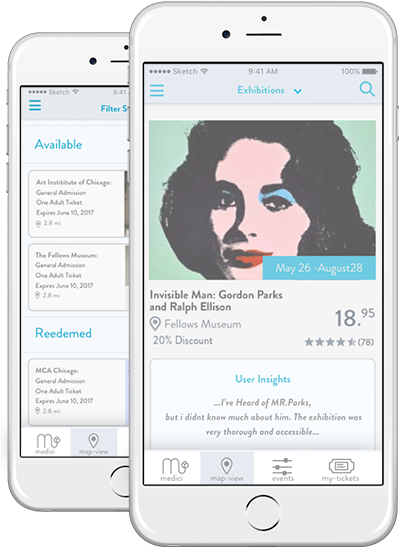 Sketch
9:41
Filter S
Available
Art Instititute of Chicago:
General Admission
One Adult Ticket
Expires June 10, 2017
2.8 mi
The Fellows Museum:
General Admission
One Adult Ticket
Expires June 10, 2017
2.8 mi
Reedemed
MCA Chicago:
General Admission
One Adult Ticket
Expires June 10, 2017
2.8 mi
medici
map-view
Sketch
9:41 AM
100%
Exhibitions
May 26 -August28
Invisible Man: Gordon Parks
and Ralph Ellison
18.95
Fellows Museum
20% Discount
(78)
User Insights
...I've Heard of MR.Parks,
but i didnt know much about him. The exhibition was
very thorough and accessible...
medici
map-view
events
my-tickets